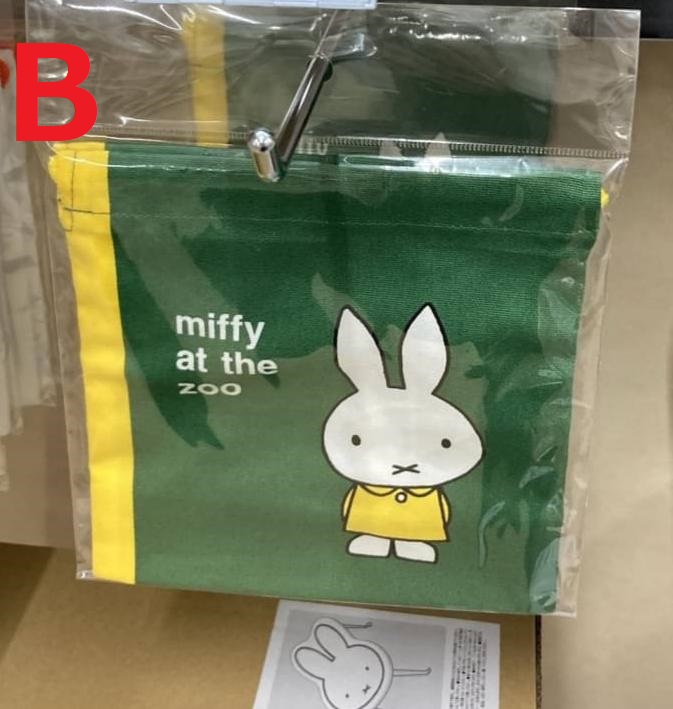 B
miffy
at the
zoo